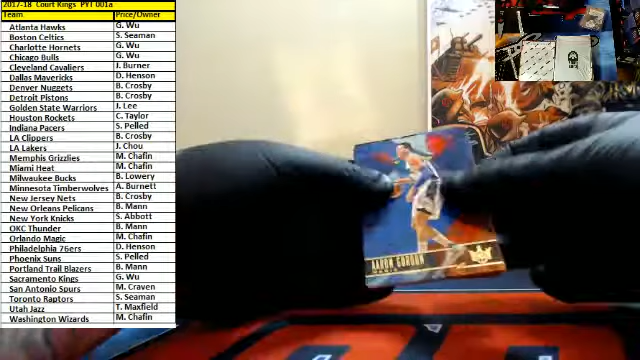 2017-18 Court Kings PYT 001a
Team Price/Owner
Atlanta Hawks G. Wu
Boston Celtics S. Seaman
Charlotte Hornets G. Wu
Chicago Bulls G. Wu
Cleveland Cavaliers J. Burner
Dallas Mavericks D. Henson
Denver Nuggets B. Crosby
Detroit Pistons B. Crosby
Golden State Warriors J. Lee
Houston Rockets C. Taylor
Indiana Pacers S. Pelled
LA Clippers B. Crosby
LA Lakers J. Chou
Memphis Grizzlies M. Chafin
Miami Heat M. Chafin
Milwaukee Bucks B. Lowery
Minnesota Timberwolves A. Burnett
New Jersey Nets B. Crosby
New Orleans Pelicans B. Mann
New York Knicks S. Abbott
OKC Thunder B. Mann
Orlando Magic M. Chafin
Philadelphia 76ers D. Henson
Phoenix Suns S. Pelled
Portland Trail Blazers B. Mann
Sacramento Kings G. Wu
San Antonio Spurs M. Craven
Toronto Raptors S. Seaman
Utah Jazz T. Maxfield
Washington Wizards M. Chafin
AARON GORDON